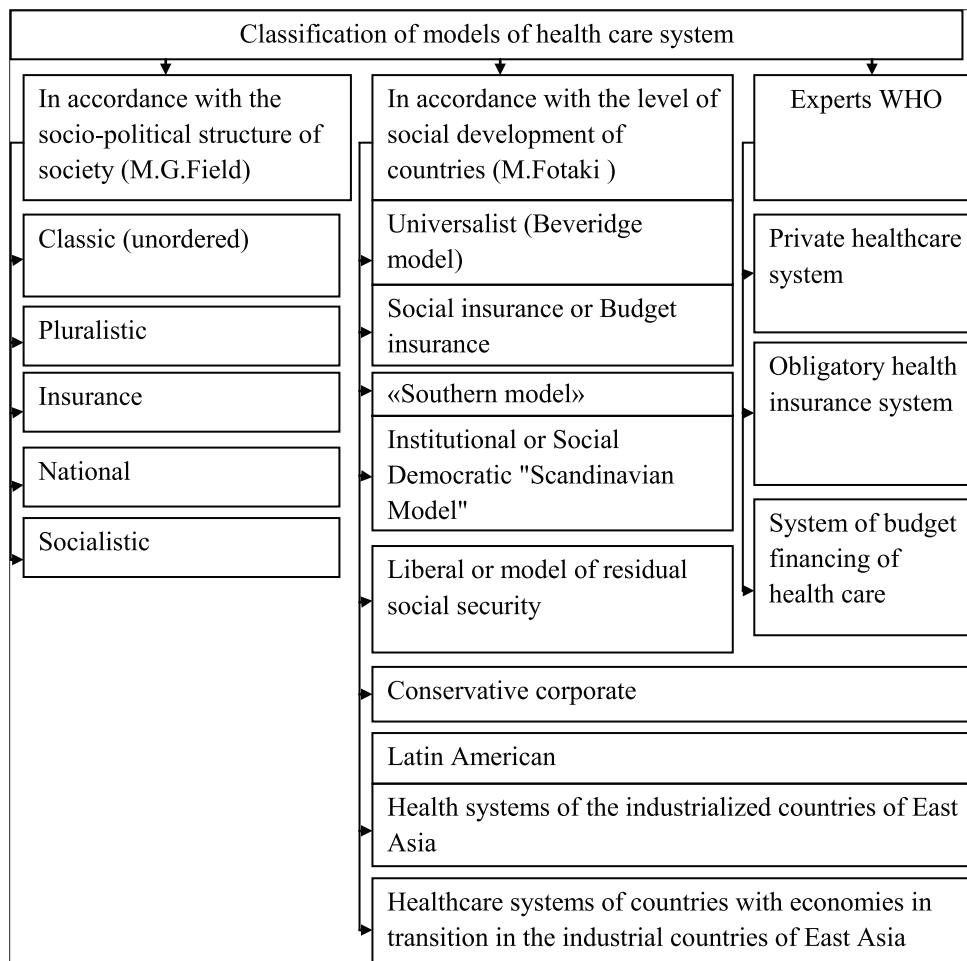 Classification of models of health care system
In accordance with the
socio-political structure of
society (M.G.Field)
Classic (unordered)
Pluralistic
Insurance
National
Socialistic
In accordance with the level of
social development of
countries (M.Fotaki )
Universalist (Beveridge
model)
Social insurance or Budget
insurance
«Southern model»
Institutional or Social
Democratic "Scandinavian
Model"
Liberal or model of residual
social security
Conservative corporate
Latin American
Health systems of the industrialized countries of East
Asia
Healthcare systems of countries with economies in
transition in the industrial countries of East Asia
Experts WHO
Private healthcare
system
Obligatory health
insurance system
System of budget
financing of
health care